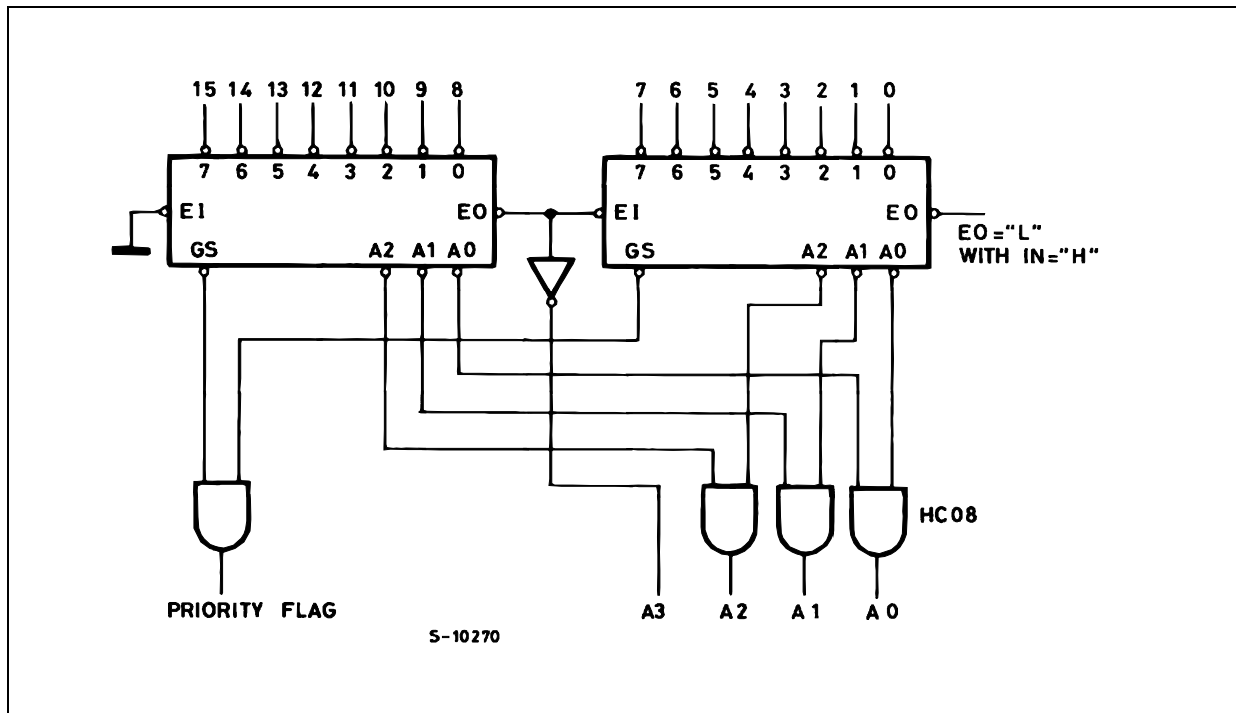 15 14 13 12 11 10 9 8 7 6 5 4 3 2 1 0
7 6 5 4 3 2 1 0 7 6 5 4 3 2 1 0
EI EO EI EO
EO="L"
GS A2 A1 A0 GS A2 A1 A0
WITH IN="H"
HC08
PRIORITY FLAG A3 A2 A1 A0
S-10270